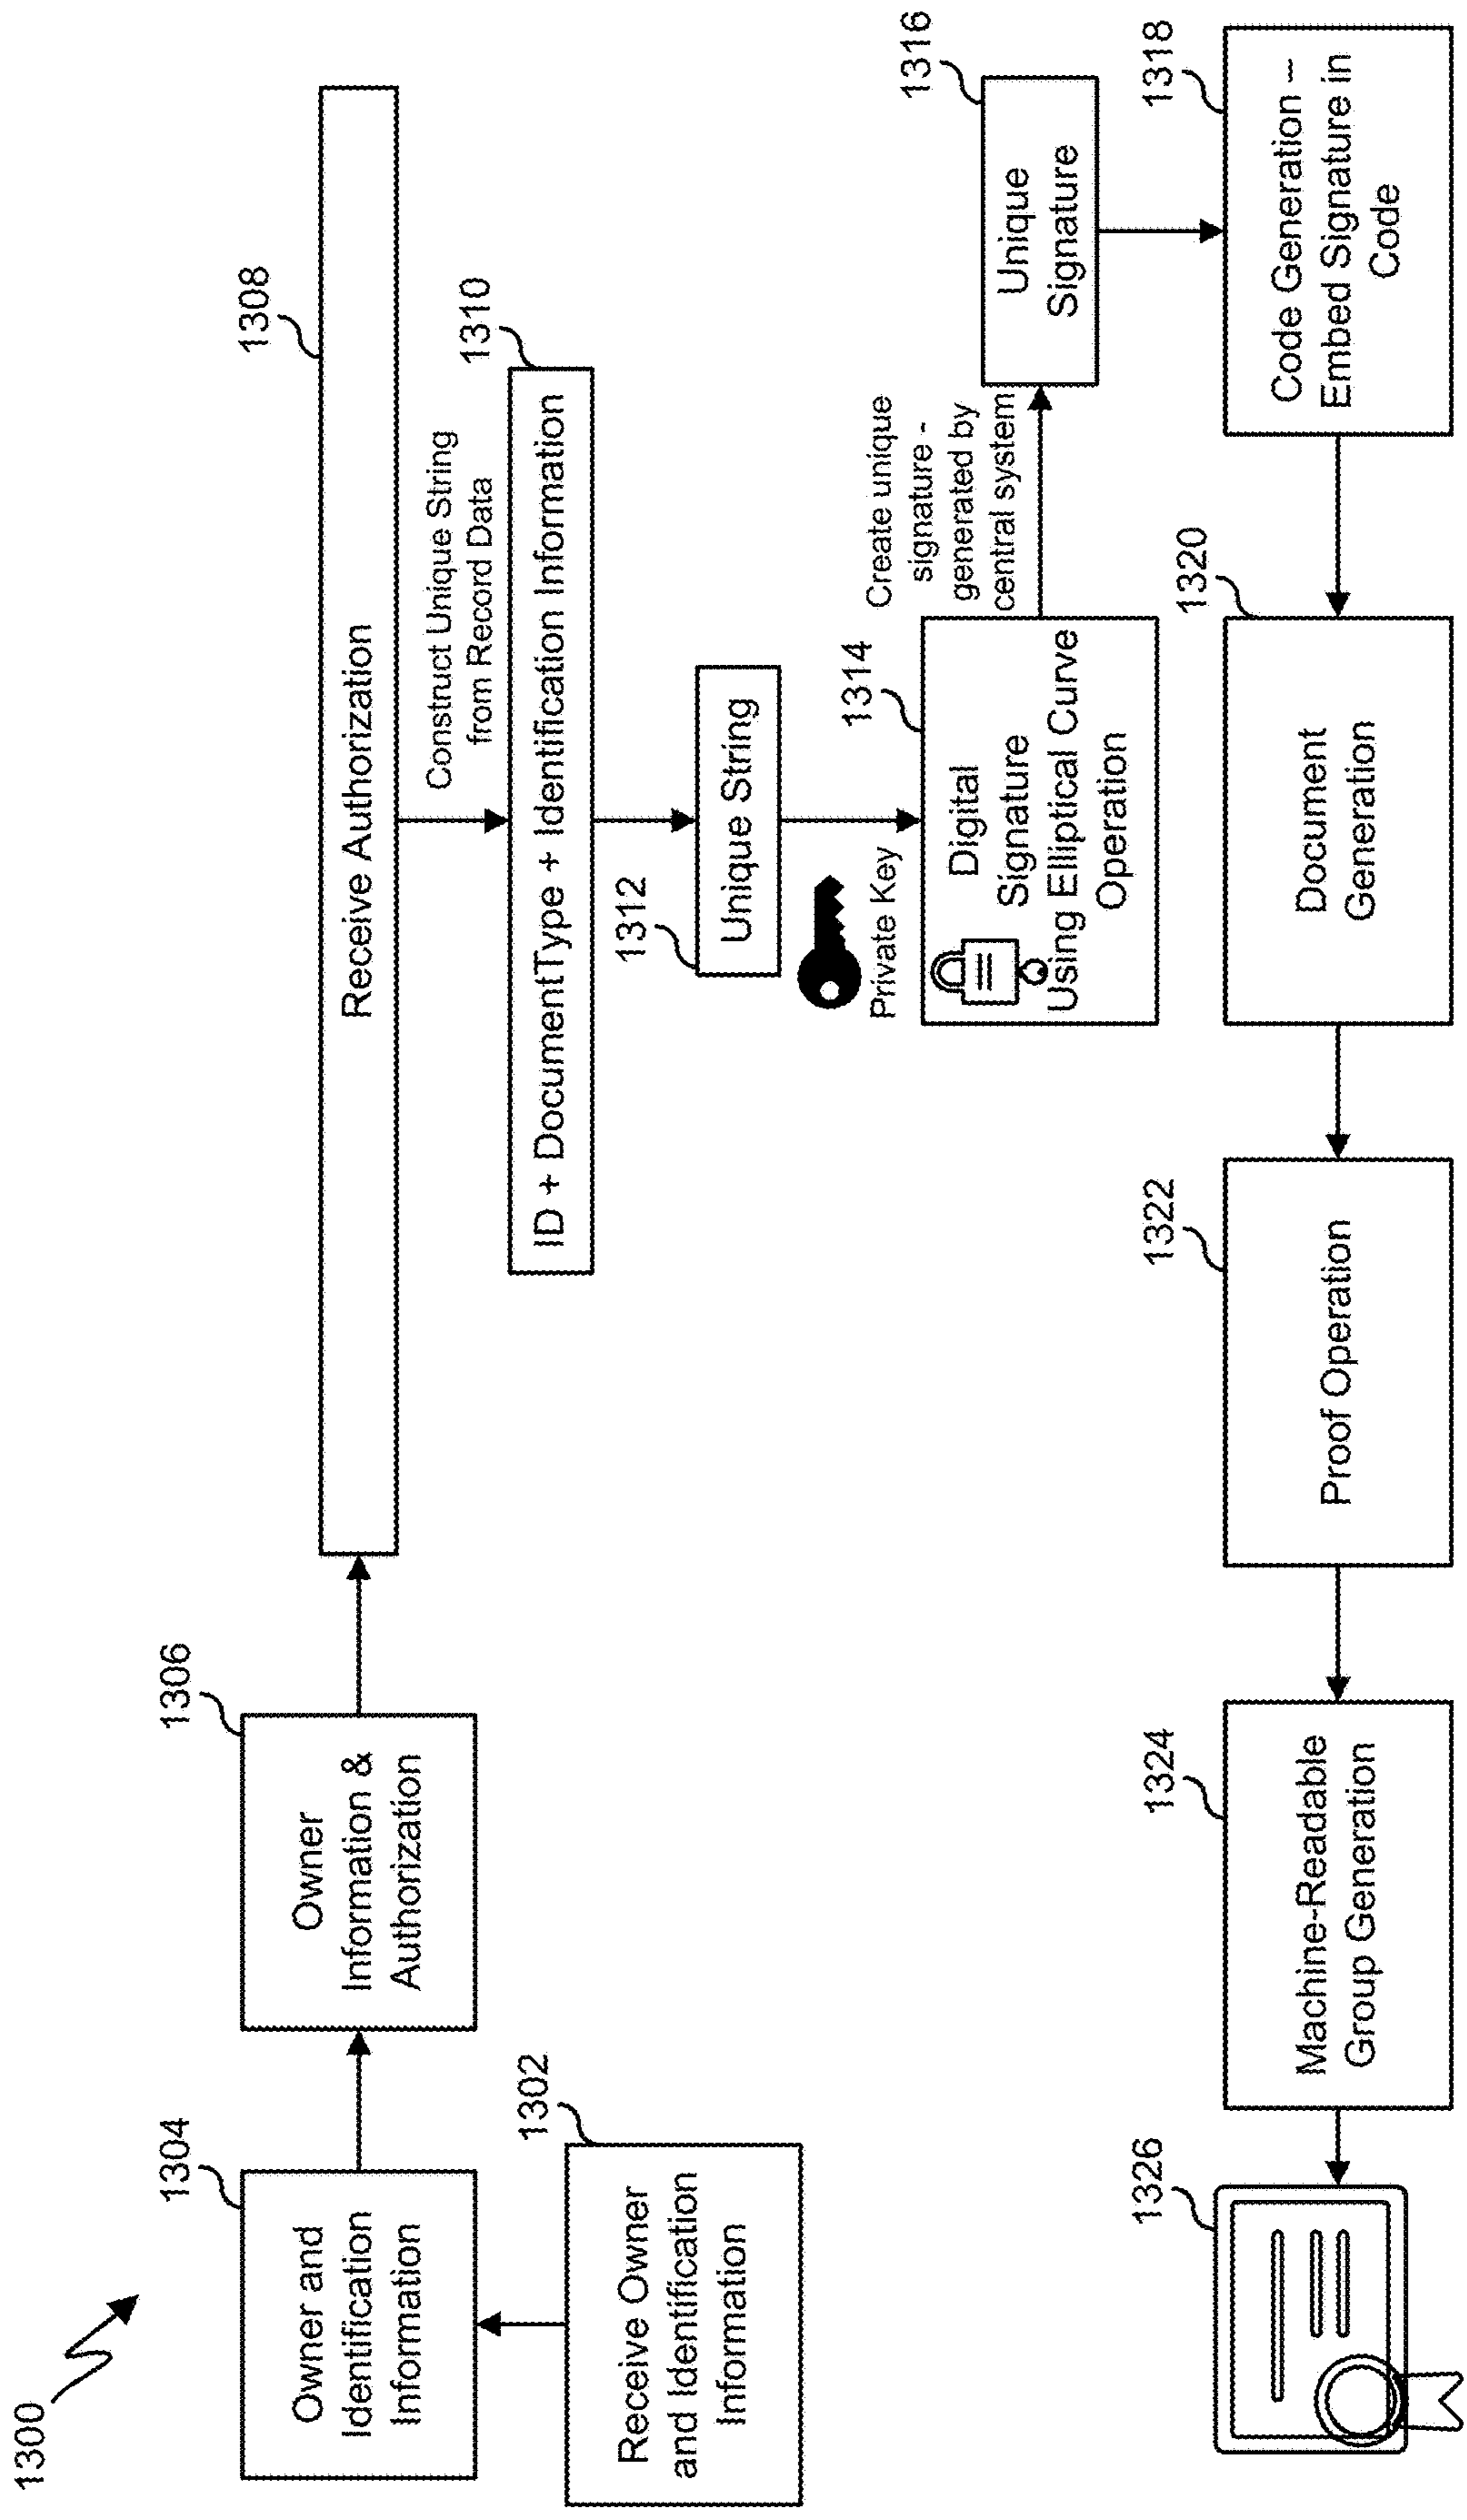 1300
1304
Owner and
Identification
Information
1302
Receive Owner
and Identification
Information
1306
Owner
Information &
Authorization
1308
Receive Authorization
Construct Unique String
from Record Data
1310
ID + DocumentType + Identification Information
1312
Unique String
Private Key
1314
Digital
Signature
Using Elliptical Curve
Operation
Create unique
signature -
generated by
central system
1316
Unique
Signature
1318
Code Generation –
Embed Signature in
Code
1320
Document
Generation
1322
Proof Operation
1324
Machine-Readable
Group Generation
1326